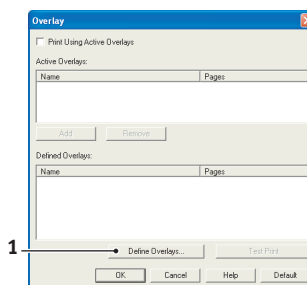 Overlay
Print Using Active Overlays
Active Overlays:
Name Pages
Add Remove
Defined Overlays:
Name Pages
1
Define Overlays... Test Print
OK Cancel Help Default